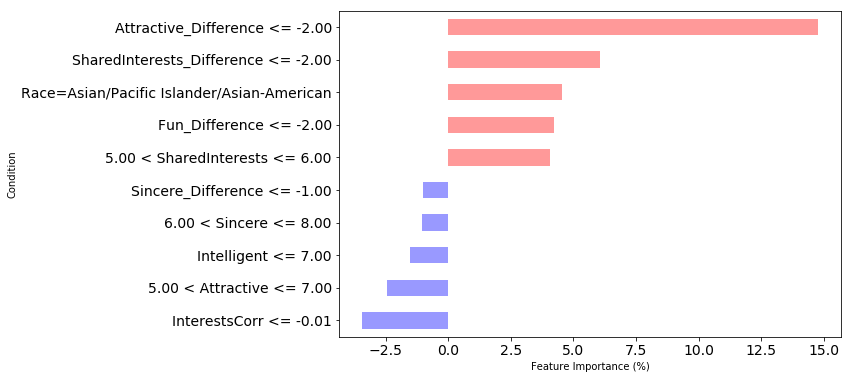 Attractive_Difference <= -2.00
SharedInterests_Difference <= -2.00
Race=Asian/Pacific Islander/Asian-American
Fun_Difference <= -2.00
5.00 < SharedInterests <= 6.00
Sincere_Difference <= -1.00
6.00 < Sincere <= 8.00
Intelligent <= 7.00
5.00 < Attractive <= 7.00
InterestsCorr <= -0.01
Condition
−2.5 0.0 2.5 5.0 7.5 10.0 12.5 15.0
Feature Importance (%)